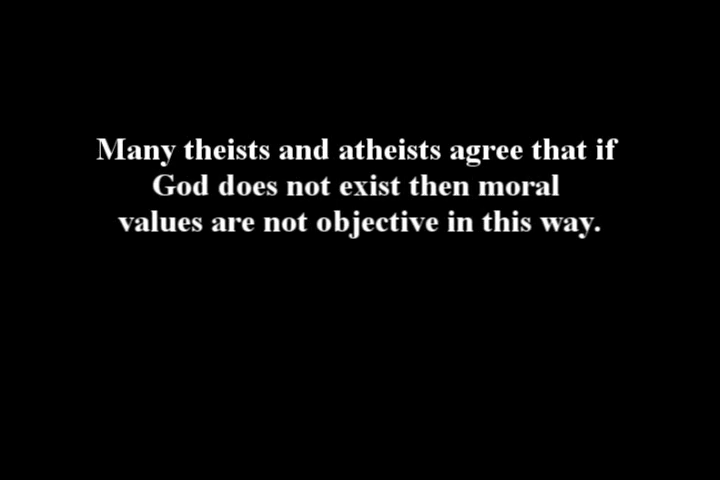 Many theists and atheists agree that if
God does not exist then moral
values are not objective in this way.